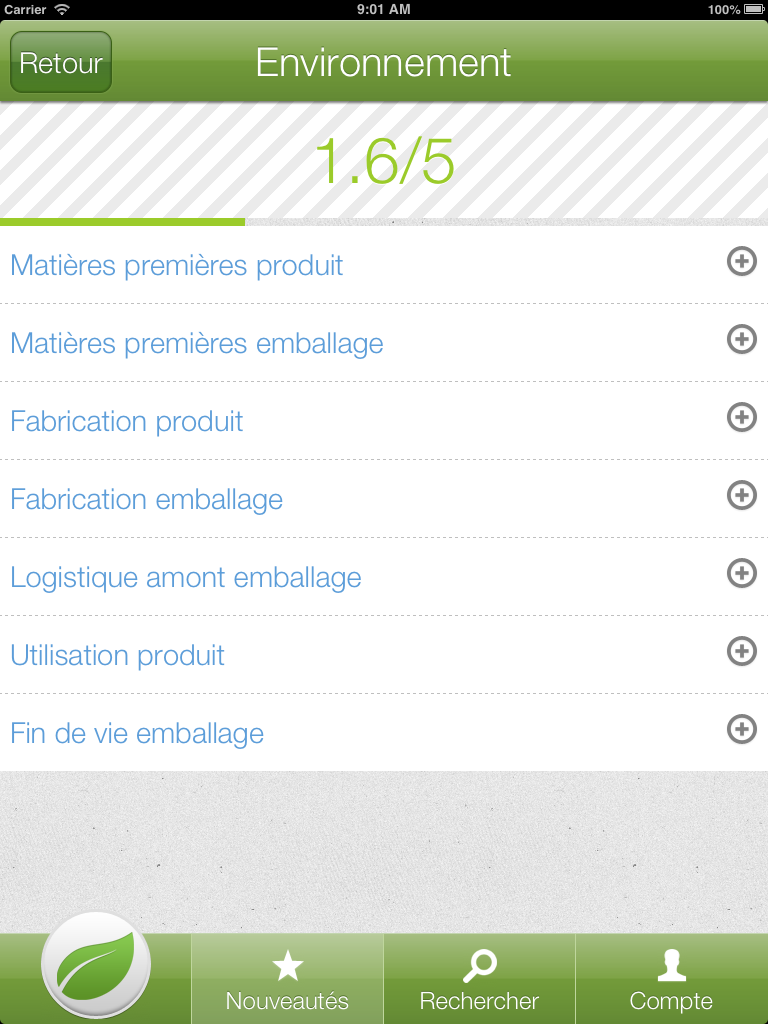 Carrier 9:01 AM 100%
Retour Environnement
1.6/5
Matières premières produit
Matières premières emballage
Fabrication produit
Fabrication emballage
Logistique amont emballage
Utilisation produit
Fin de vie emballage
Nouveautés Rechercher Compte